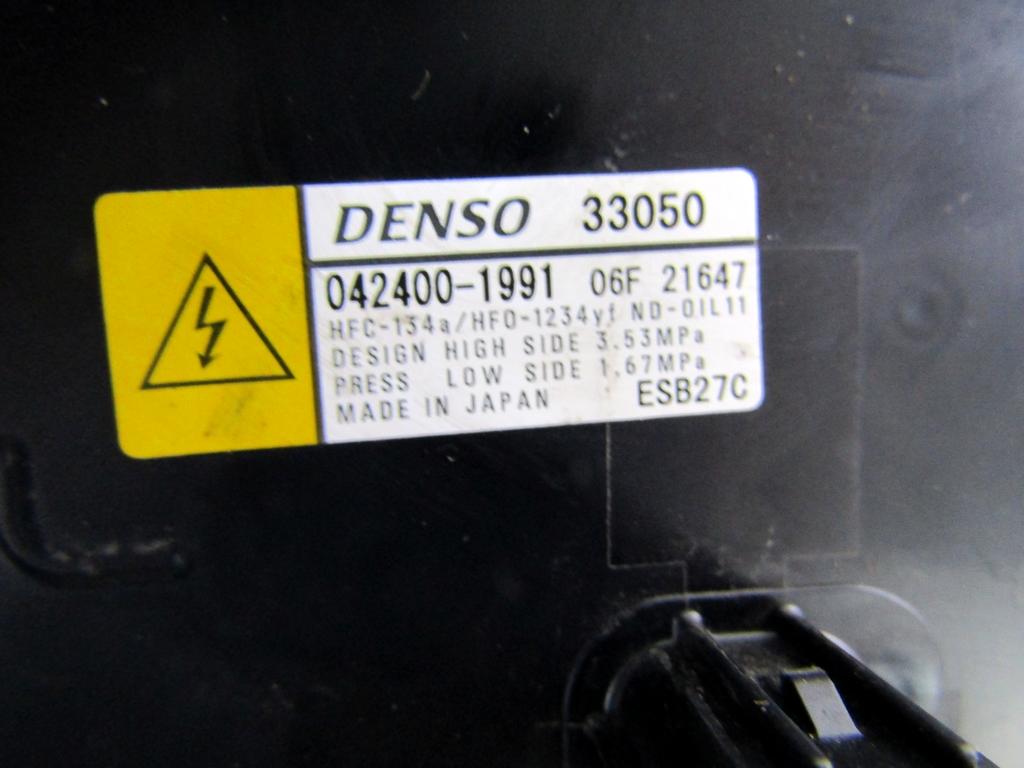 DENSO 33050
042400-1991 06F 21647
HFC-134a/HFO-1234yf ND-OIL11
DESIGN HIGH SIDE 3.53MPa
PRESS LOW SIDE 1.67MPa
MADE IN JAPAN ESB27C